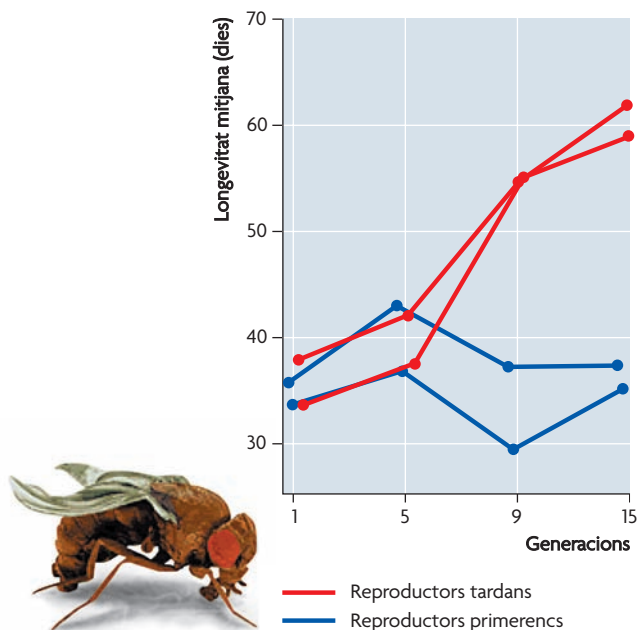 Longevitat mitjana (dies)
70
60
50
40
30
1 5 9 15
Generacions
Reproductors tardans
Reproductors primerencs